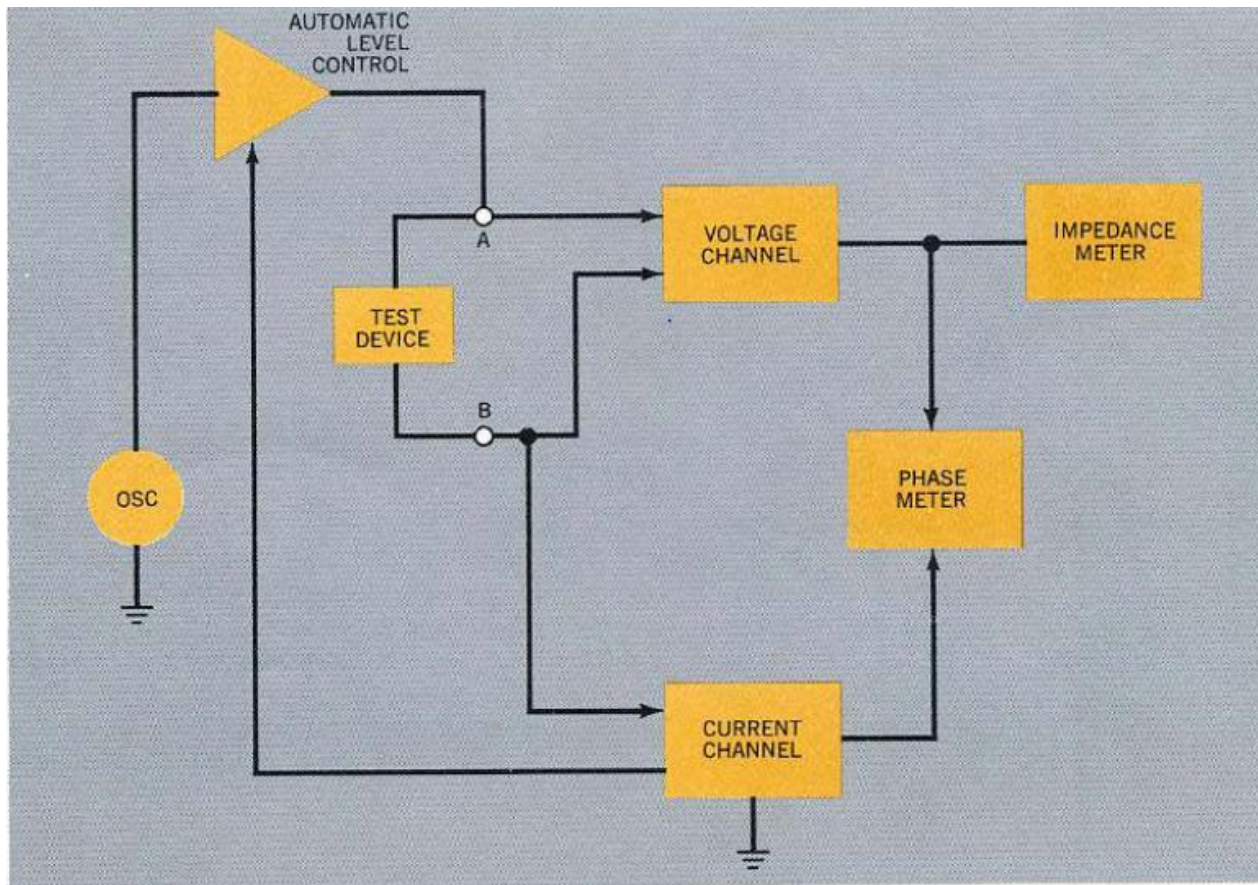 AUTOMATIC
LEVEL
CONTROL
A
VOLTAGE
CHANNEL
IMPEDANCE
METER
TEST
DEVICE
B
OSC
PHASE
METER
CURRENT
CHANNEL